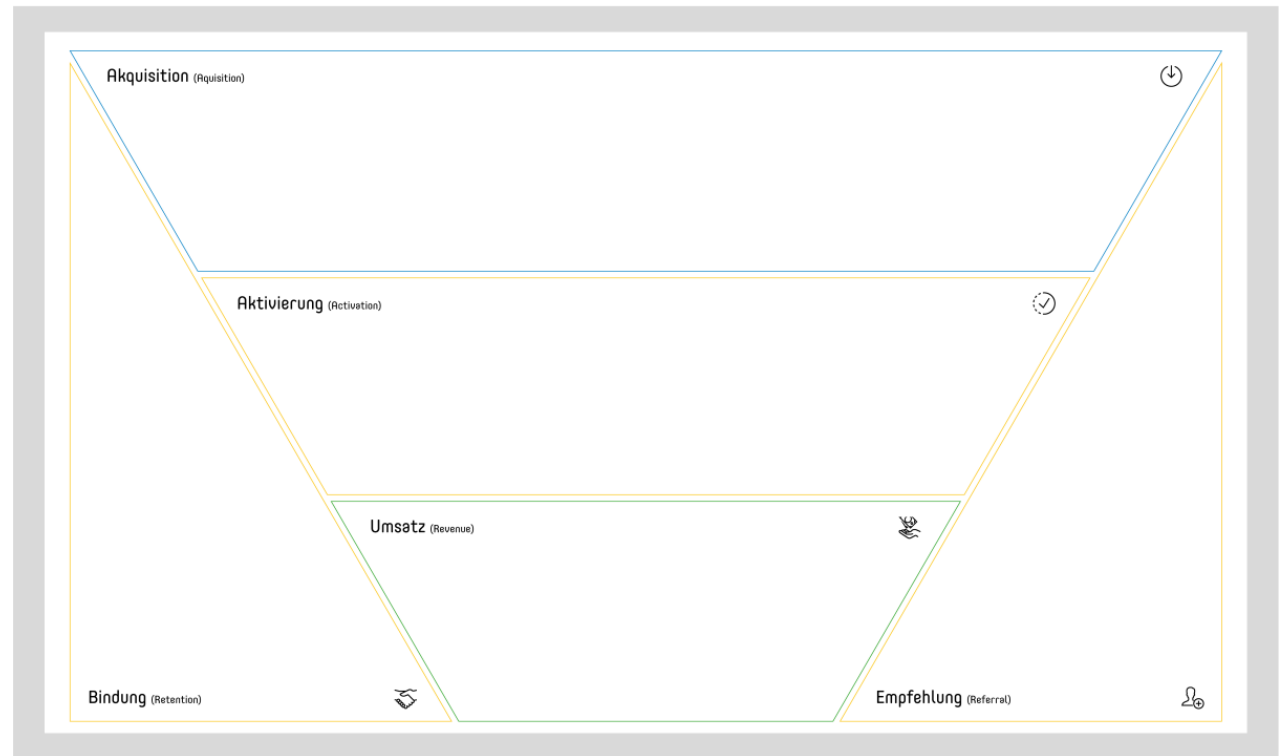 Akquisition (Aquisition)
Aktivierung (Activation)
Umsatz (Revenue)
Bindung (Retention)
Empfehlung (Referral)